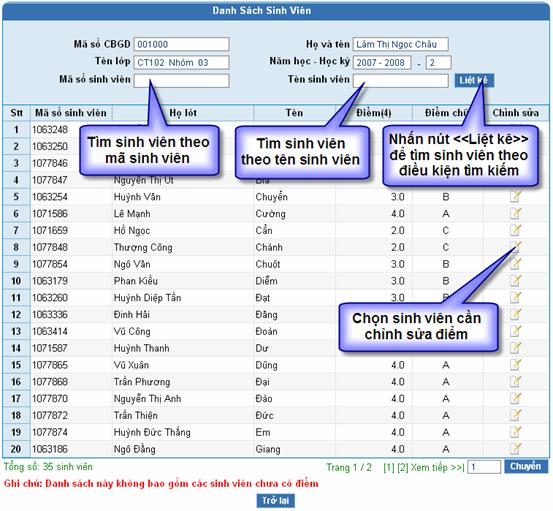 Danh Sách Sinh Viên
Mã số CBGD 001000 Họ và tên Lâm Thị Ngọc Châu
Tên lớp CT102 Nhóm 03 Năm học - Học kỳ 2007 - 2008 - 2
Mã số sinh viên Tên sinh viên Liệt kê
Stt Mã số sinh viên Họ lót Tên Điểm(4) Điểm chữ Chỉnh sửa
Tìm sinh viên theo
mã sinh viên
Tìm sinh viên
theo tên sinh viên
Nhấn nút <<Liệt kê>>
để tìm sinh viên theo
điều kiện tìm kiếm
1 1063248
2 1063250
3 1077846
4 1077847 Nguyễn Thị Út
5 1063254 Huỳnh Văn Chuyển 3.0 B
6 1071586 Lê Mạnh Cường 4.0 A
7 1071659 Hồ Ngọc Cẩn 2.0 C
8 1077848 Thượng Công Chánh 2.0 C
9 1077854 Ngô Văn Chuột 3.0 B
10 1063179 Phan Kiều Diễm 3.0 B
11 1063260 Huỳnh Diệp Tấn Đạt 3.0
12 1063336 Đinh Hải Đăng
13 1063414 Vũ Công Đoàn
14 1071587 Huỳnh Thanh Dư
Chọn sinh viên cần
chỉnh sửa điểm
15 1077865 Vũ Xuân Dũng 4.0 A
16 1077868 Trần Phương Đại 4.0 A
17 1077870 Nguyễn Thị Anh Đào 4.0 A
18 1077872 Trần Thiện Đức 4.0 A
19 1077874 Huỳnh Đức Thắng Em 4.0 A
20 1063186 Ngô Đằng Giang 4.0 A
Tổng số: 35 sinh viên Trang 1 / 2 [1] [2] Xem tiếp >>| 1 Chuyển
Ghi chú: Danh sách này không bao gồm các sinh viên chưa có điểm
Trở lại